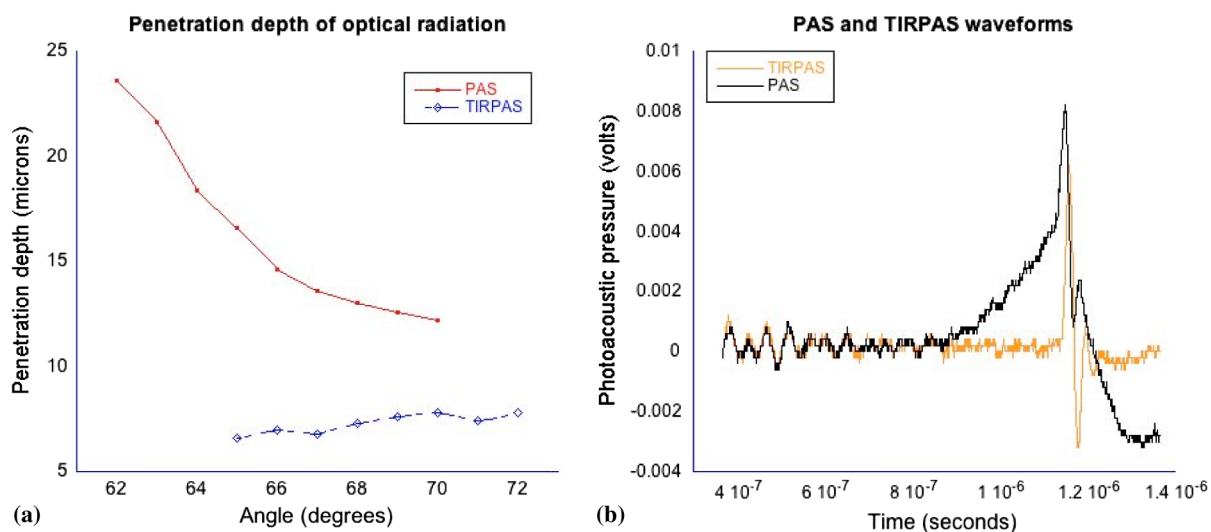 Penetration depth of optical radiation
25
20
15
10
5
Penetration depth (microns)
PAS
TIRPAS
62 64 66 68 70 72
Angle (degrees)
(a)
PAS and TIRPAS waveforms
0.01
0.008
0.006
0.004
0.002
0
-0.002
-0.004
Photoacoustic pressure (volts)
TIRPAS
PAS
4 10⁻⁷ 6 10⁻⁷ 8 10⁻⁷ 1 10⁻⁶ 1.2 10⁻⁶ 1.4 10⁻⁶
Time (seconds)
(b)